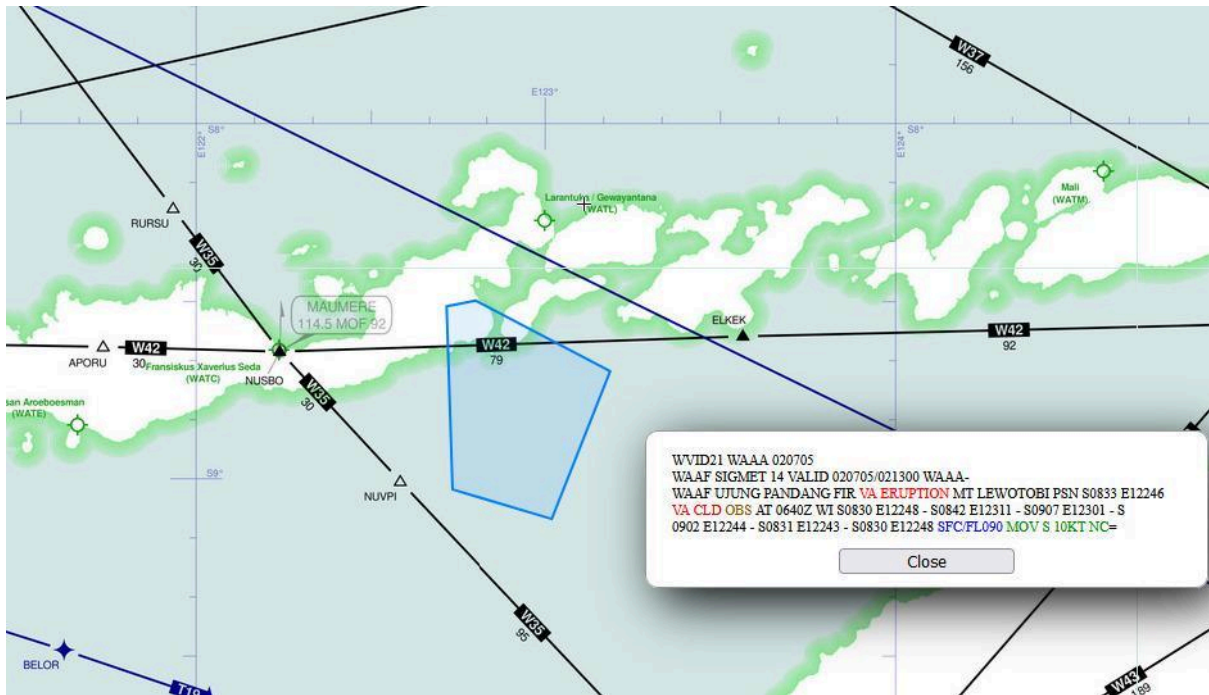 W37
156
E123°
S8°
E122°
S8°
E124°
Larantuka / Gewayantana
(WATL)
Mali
(WATM)
RURSU
W35
30
MAUMERE
114.5 MOF 92
ELKEK
W42
92
W42
79
APORU
W42
30
Fransiskus Xaverius Seda
(WATC)
NUSBO
W35
30
san Aroeboesman
(WATE)
S9°
NUVPI
WVID21 WAAA 020705
WAAF SIGMET 14 VALID 020705/021300 WAAA-
WAAF UJUNG PANDANG FIR VA ERUPTION MT LEWOTOBI PSN S0833 E12246
VA CLD OBS AT 0640Z WI S0830 E12248 - S0842 E12311 - S0907 E12301 - S
0902 E12244 - S0831 E12243 - S0830 E12248 SFC/FL090 MOV S 10KT NC=
Close
W35
95
BELOR
W43
189